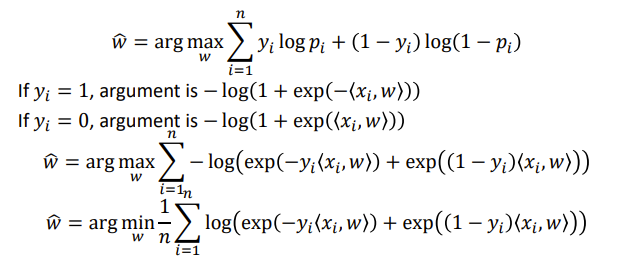 ŵ = arg max_w ∑_{i=1}^{n} y_i log p_i + (1 − y_i) log(1 − p_i)
If y_i = 1, argument is − log(1 + exp(−⟨x_i, w⟩))
If y_i = 0, argument is − log(1 + exp(⟨x_i, w⟩))
ŵ = arg max_w ∑_{i=1}^{n} − log(exp(−y_i⟨x_i, w⟩) + exp((1 − y_i)⟨x_i, w⟩))
ŵ = arg min_w 1/n ∑_{i=1}^{n} log(exp(−y_i⟨x_i, w⟩) + exp((1 − y_i)⟨x_i, w⟩))